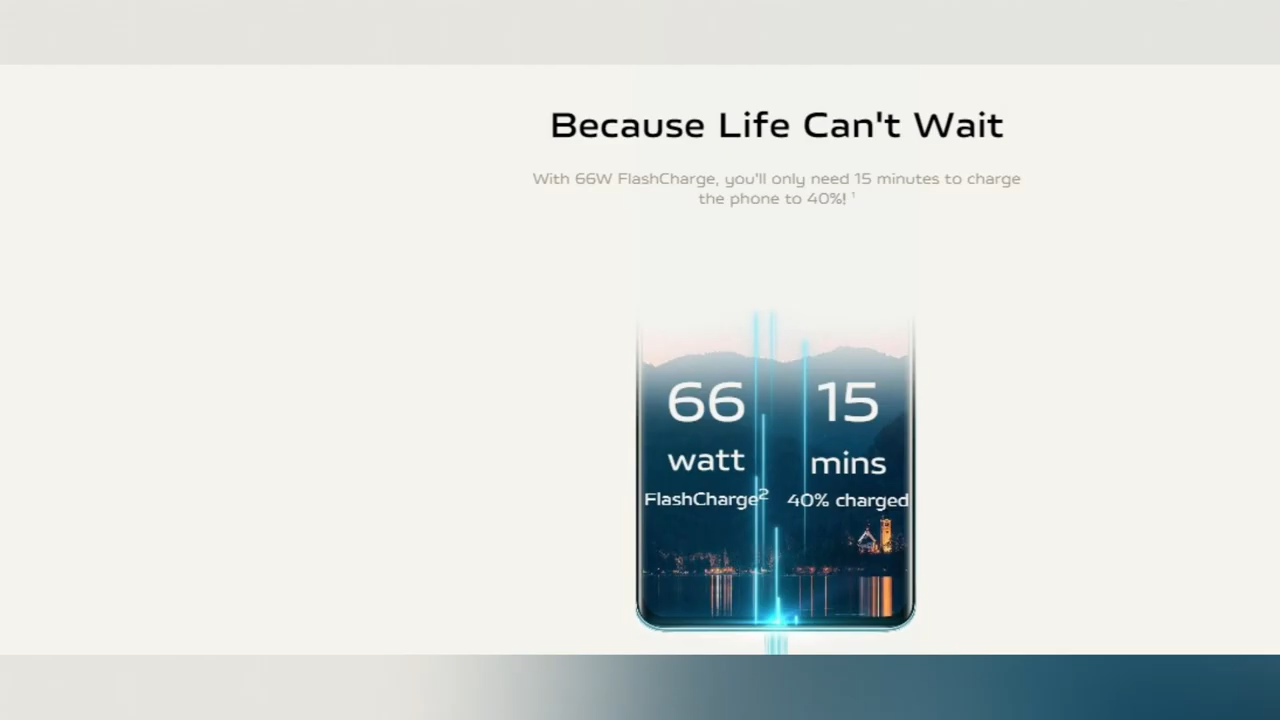 Because Life Can't Wait
With 66W FlashCharge, you'll only need 15 minutes to charge
the phone to 40%! ¹
66
watt
FlashCharge²
15
mins
40% charged